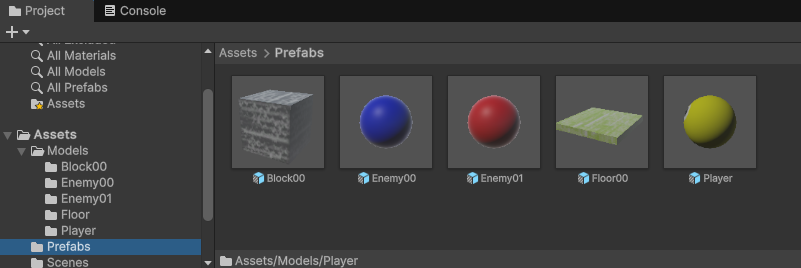 Project Console
All Materials
All Models
All Prefabs
Assets
Assets
Models
Block00
Enemy00
Enemy01
Floor
Player
Prefabs
Scenes
Assets > Prefabs
Block00 Enemy00 Enemy01 Floor00 Player
Assets/Models/Player